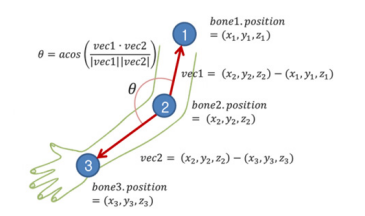 1
bone1.position
= (x₁, y₁, z₁)
θ = acos( vec1 · vec2 / |vec1||vec2| )
vec1 = (x₂, y₂, z₂) − (x₁, y₁, z₁)
θ
2
bone2.position
= (x₂, y₂, z₂)
vec2 = (x₂, y₂, z₂) − (x₃, y₃, z₃)
3
bone3.position
= (x₃, y₃, z₃)